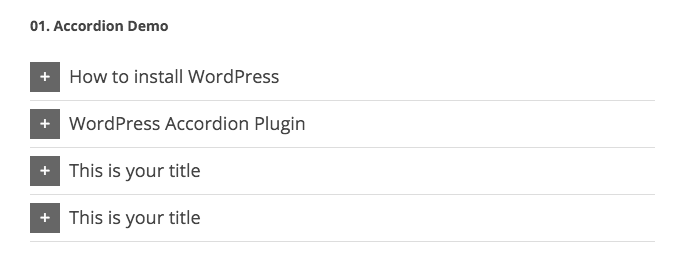 01. Accordion Demo
+ How to install WordPress
+ WordPress Accordion Plugin
+ This is your title
+ This is your title